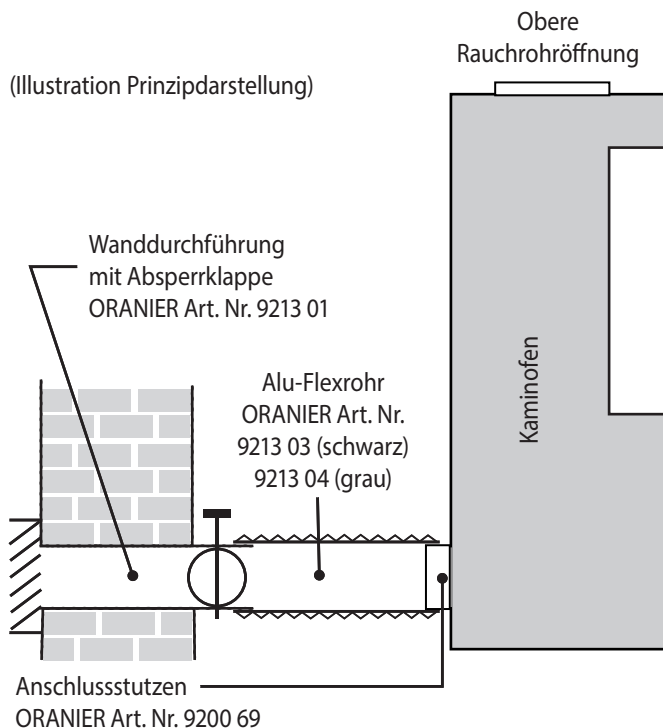 Obere
Rauchrohröffnung
(Illustration Prinzipdarstellung)
Wanddurchführung
mit Absperrklappe
ORANIER Art. Nr. 9213 01
Alu-Flexrohr
ORANIER Art. Nr.
9213 03 (schwarz)
9213 04 (grau)
Kaminofen
Anschlussstutzen
ORANIER Art. Nr. 9200 69